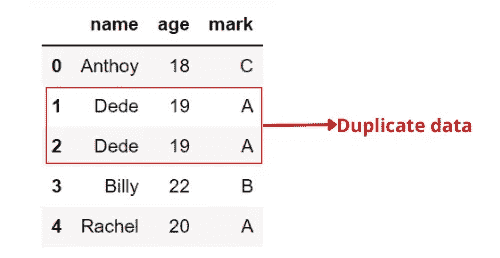 name age mark
0 Anthoy 18 C
1 Dede 19 A
2 Dede 19 A
Duplicate data
3 Billy 22 B
4 Rachel 20 A